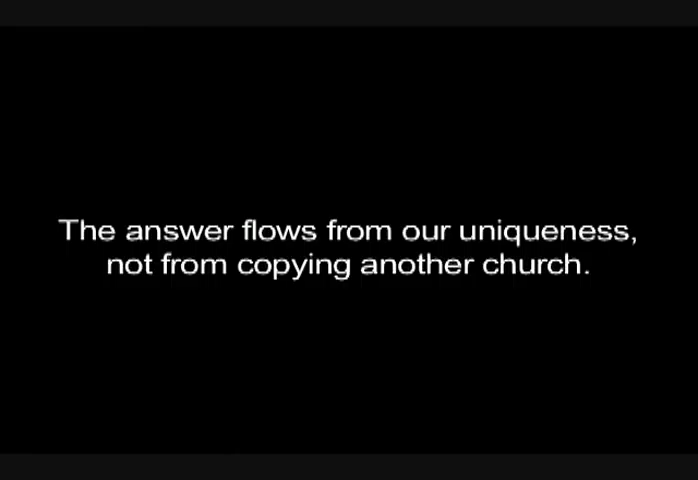 The answer flows from our uniqueness,
not from copying another church.